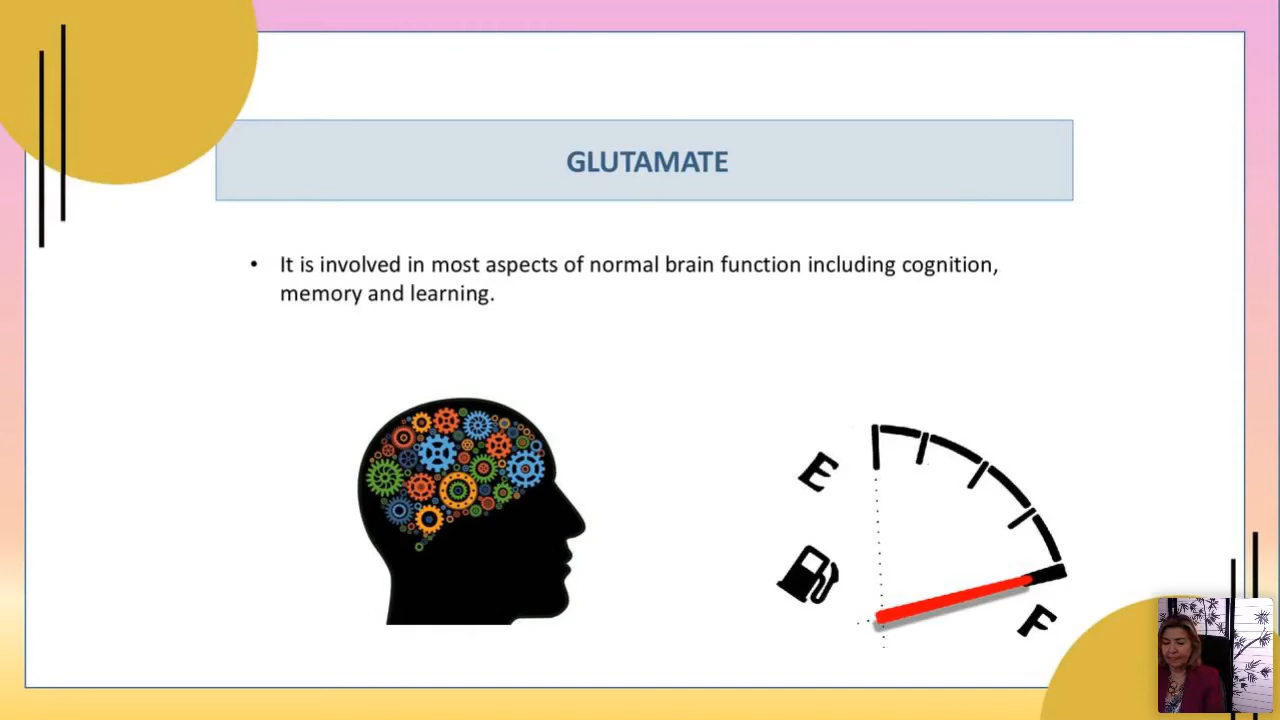 GLUTAMATE
• It is involved in most aspects of normal brain function including cognition,
memory and learning.
E
F